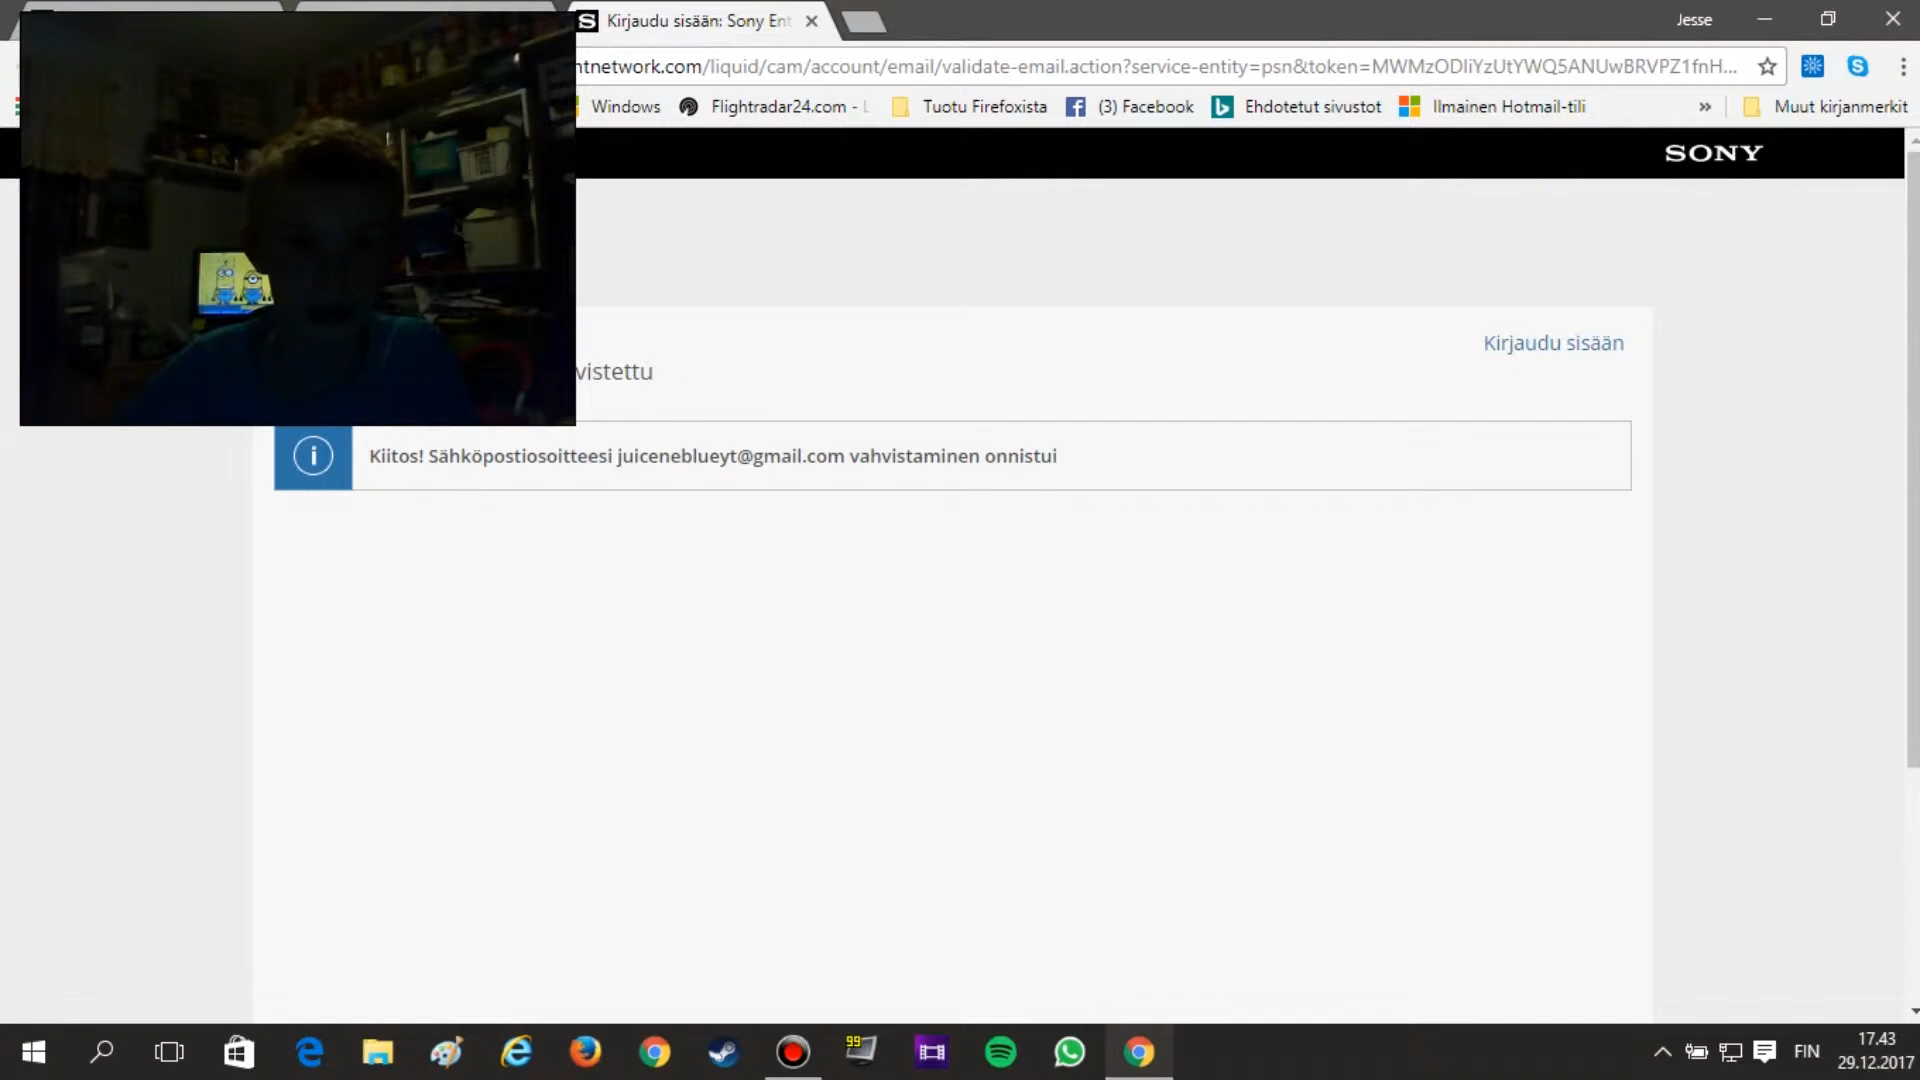 Kirjaudu sisään: Sony Ent
Jesse
ntnetwork.com/liquid/cam/account/email/validate-email.action?service-entity=psn&token=MWMzODIiYzUtYWQ5ANUwBRVPZ1fnH...
Windows
Flightradar24.com - L
Tuotu Firefoxista
(3) Facebook
Ehdotetut sivustot
Ilmainen Hotmail-tili
»
Muut kirjanmerkit
SONY
Kirjaudu sisään
vistettu
Kiitos! Sähköpostiosoitteesi juiceneblueyt@gmail.com vahvistaminen onnistui
99
FIN
17.43
29.12.2017